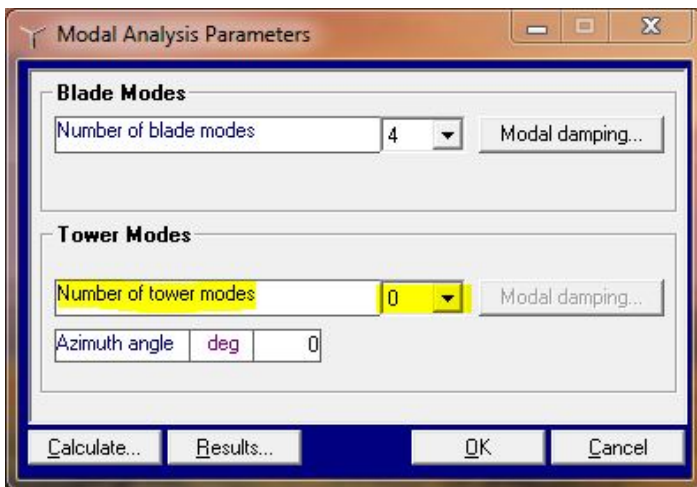 Modal Analysis Parameters
Blade Modes
Number of blade modes 4 Modal damping...
Tower Modes
Number of tower modes 0 Modal damping...
Azimuth angle deg 0
Calculate... Results... OK Cancel